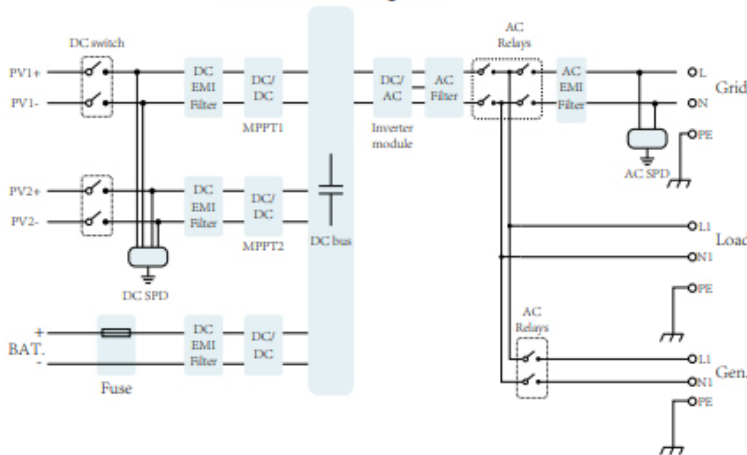 DC switch
PV1+
PV1-
DC
EMI
Filter
DC/
DC
MPPT1
PV2+
PV2-
DC
EMI
Filter
DC/
DC
MPPT2
DC SPD
DC bus
+
BAT.
-
Fuse
DC
EMI
Filter
DC/
DC
DC/
AC
Inverter
module
AC
Filter
AC
Relays
AC
EMI
Filter
L
N
Grid
PE
AC SPD
L1
Load
N1
PE
AC
Relays
L1
Gen.
N1
PE